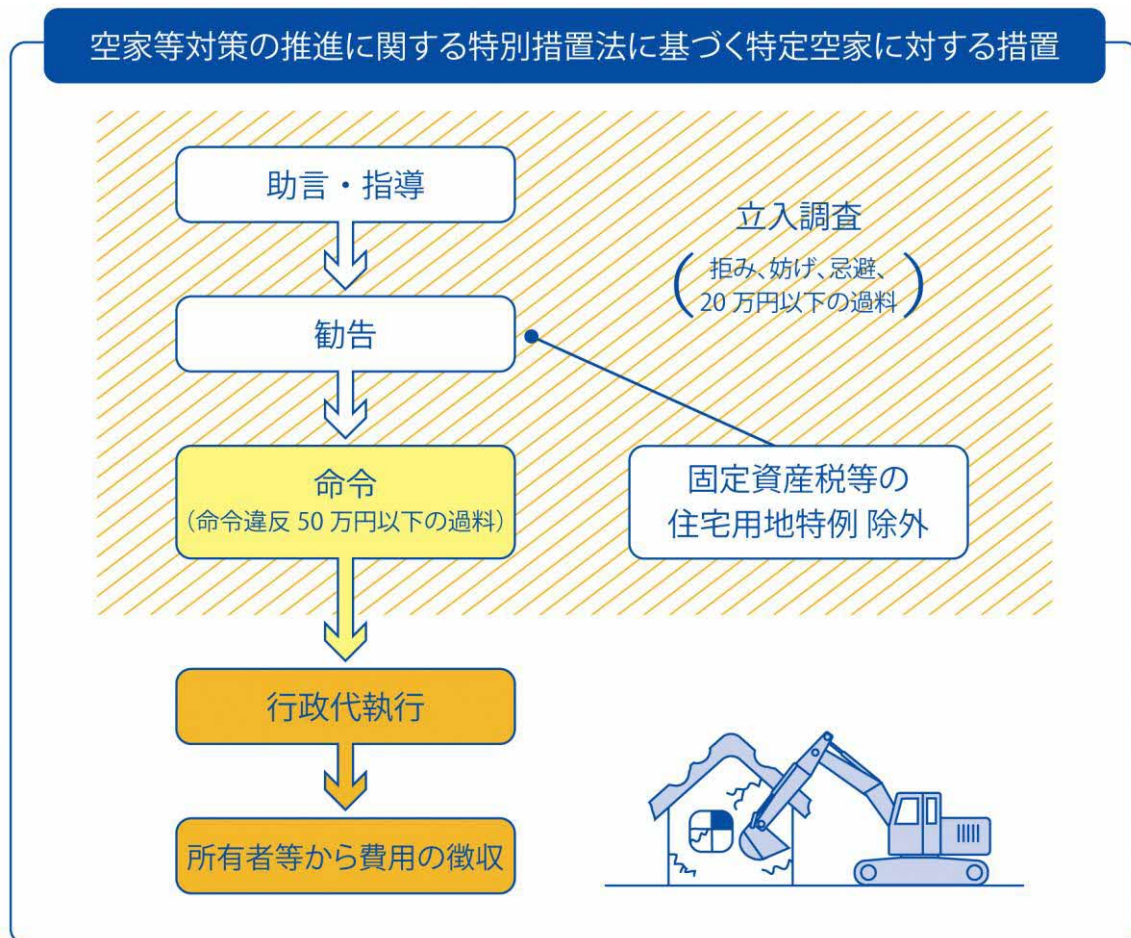 空家等対策の推進に関する特別措置法に基づく特定空家に対する措置
助言・指導
立入調査
(拒み、妨げ、忌避、
20万円以下の過料)
勧告
命令
(命令違反 50万円以下の過料)
固定資産税等の
住宅用地特例 除外
行政代執行
所有者等から費用の徴収